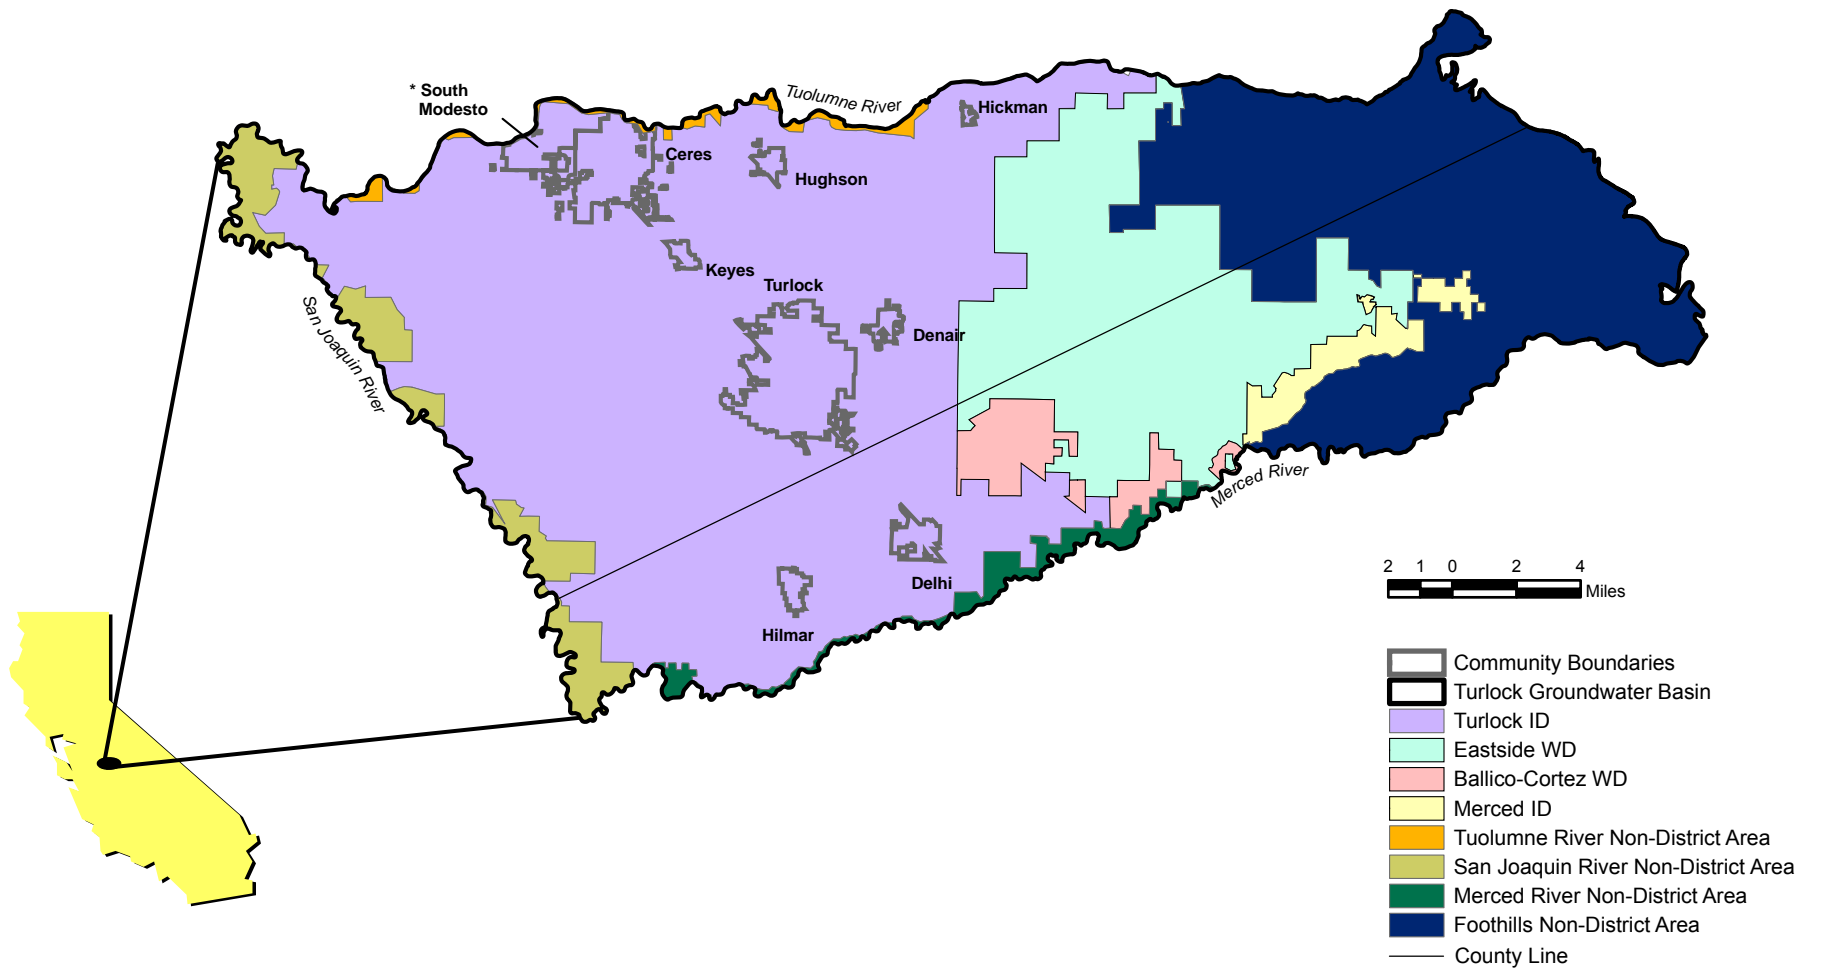 * South
Modesto
Tuolumne River
Hickman
Ceres
Hughson
Keyes
Turlock
Denair
San Joaquin River
Merced River
Delhi
Hilmar
2 1 0 2 4
Miles
Community Boundaries
Turlock Groundwater Basin
Turlock ID
Eastside WD
Ballico-Cortez WD
Merced ID
Tuolumne River Non-District Area
San Joaquin River Non-District Area
Merced River Non-District Area
Foothills Non-District Area
County Line